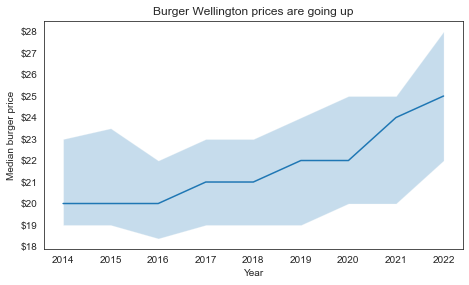 Burger Wellington prices are going up
$28
$27
$26
$25
$24
$23
$22
$21
$20
$19
$18
Median burger price
2014 2015 2016 2017 2018 2019 2020 2021 2022
Year